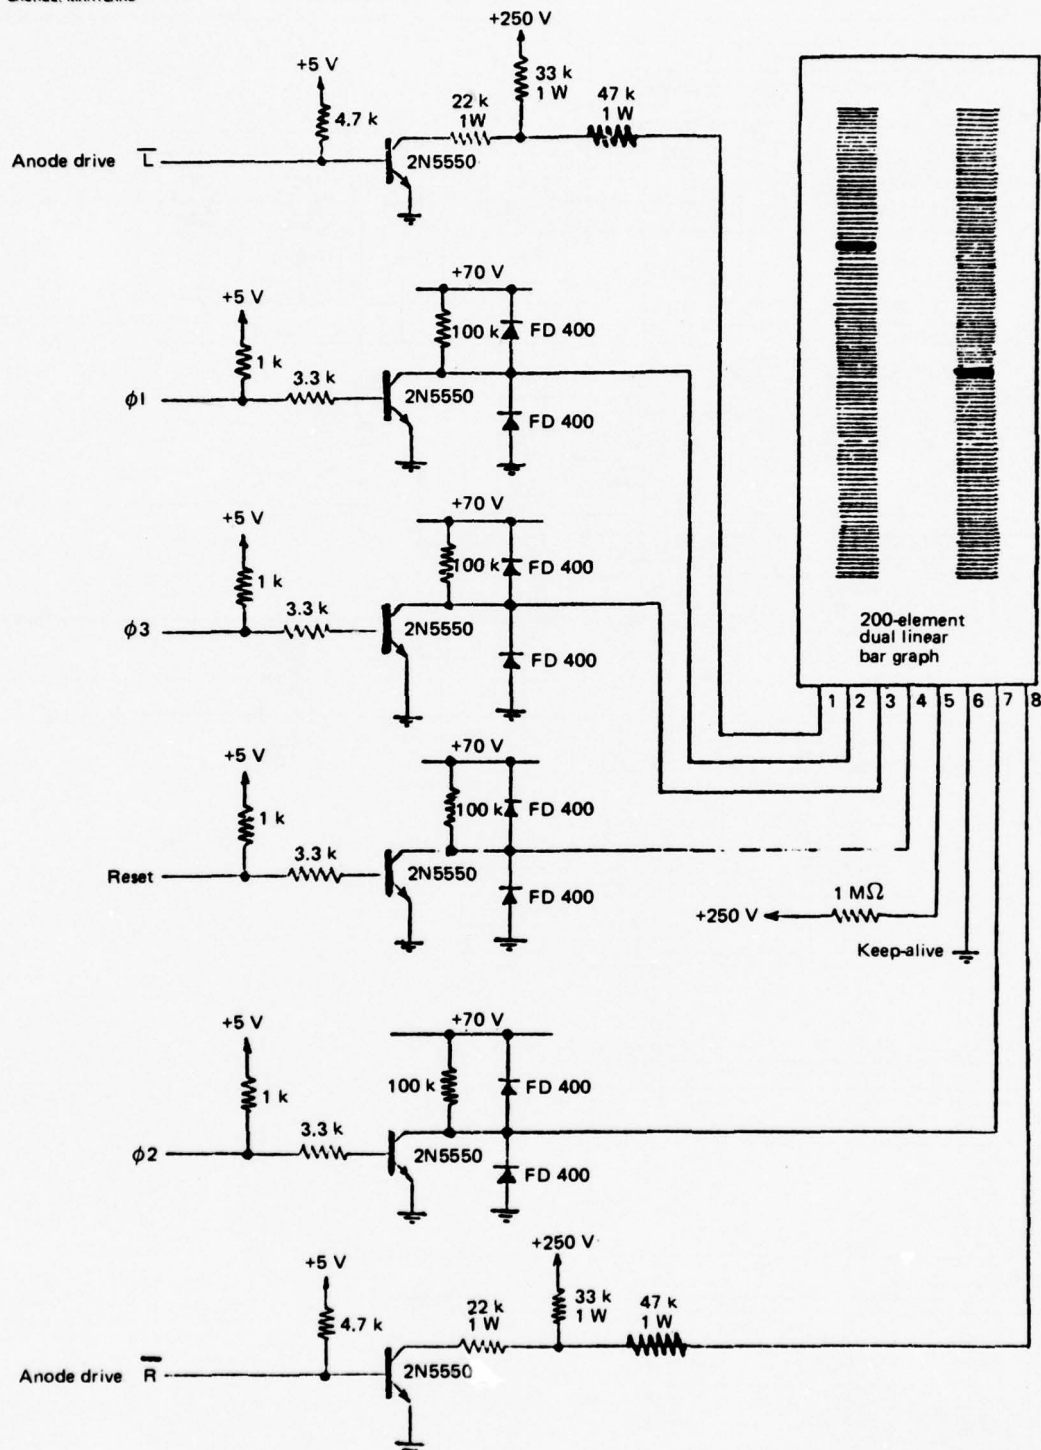 +250 V
+5 V
33 k
1 W
47 k
1 W
22 k
1W
4.7 k
Anode drive L
2N5550
+70 V
+5 V
100 k
FD 400
1 k
3.3 k
φ1
2N5550
FD 400
+70 V
+5 V
100 k
FD 400
1 k
3.3 k
φ3
2N5550
FD 400
200-element
dual linear
bar graph
1 2 3 4 5 6 7 8
+70 V
+5 V
100 k
FD 400
1 k
3.3 k
Reset
2N5550
FD 400
1 MΩ
+250 V
Keep-alive
+70 V
+5 V
100 k
FD 400
1 k
3.3 k
φ2
2N5550
FD 400
+250 V
+5 V
33 k
1 W
47 k
1 W
22 k
1 W
4.7 k
Anode drive R
2N5550